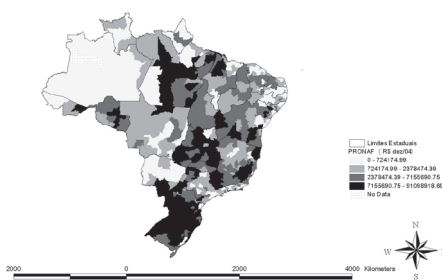 Limites Estaduais
PRONAF ( R$ dez/04)
0 - 724174.99
724174.99 - 2378474.39
2378474.39 - 7155690.75
7155690.75 - 91098918.69
No Data
N
W E
S
2000 0 2000 4000 Kilometers